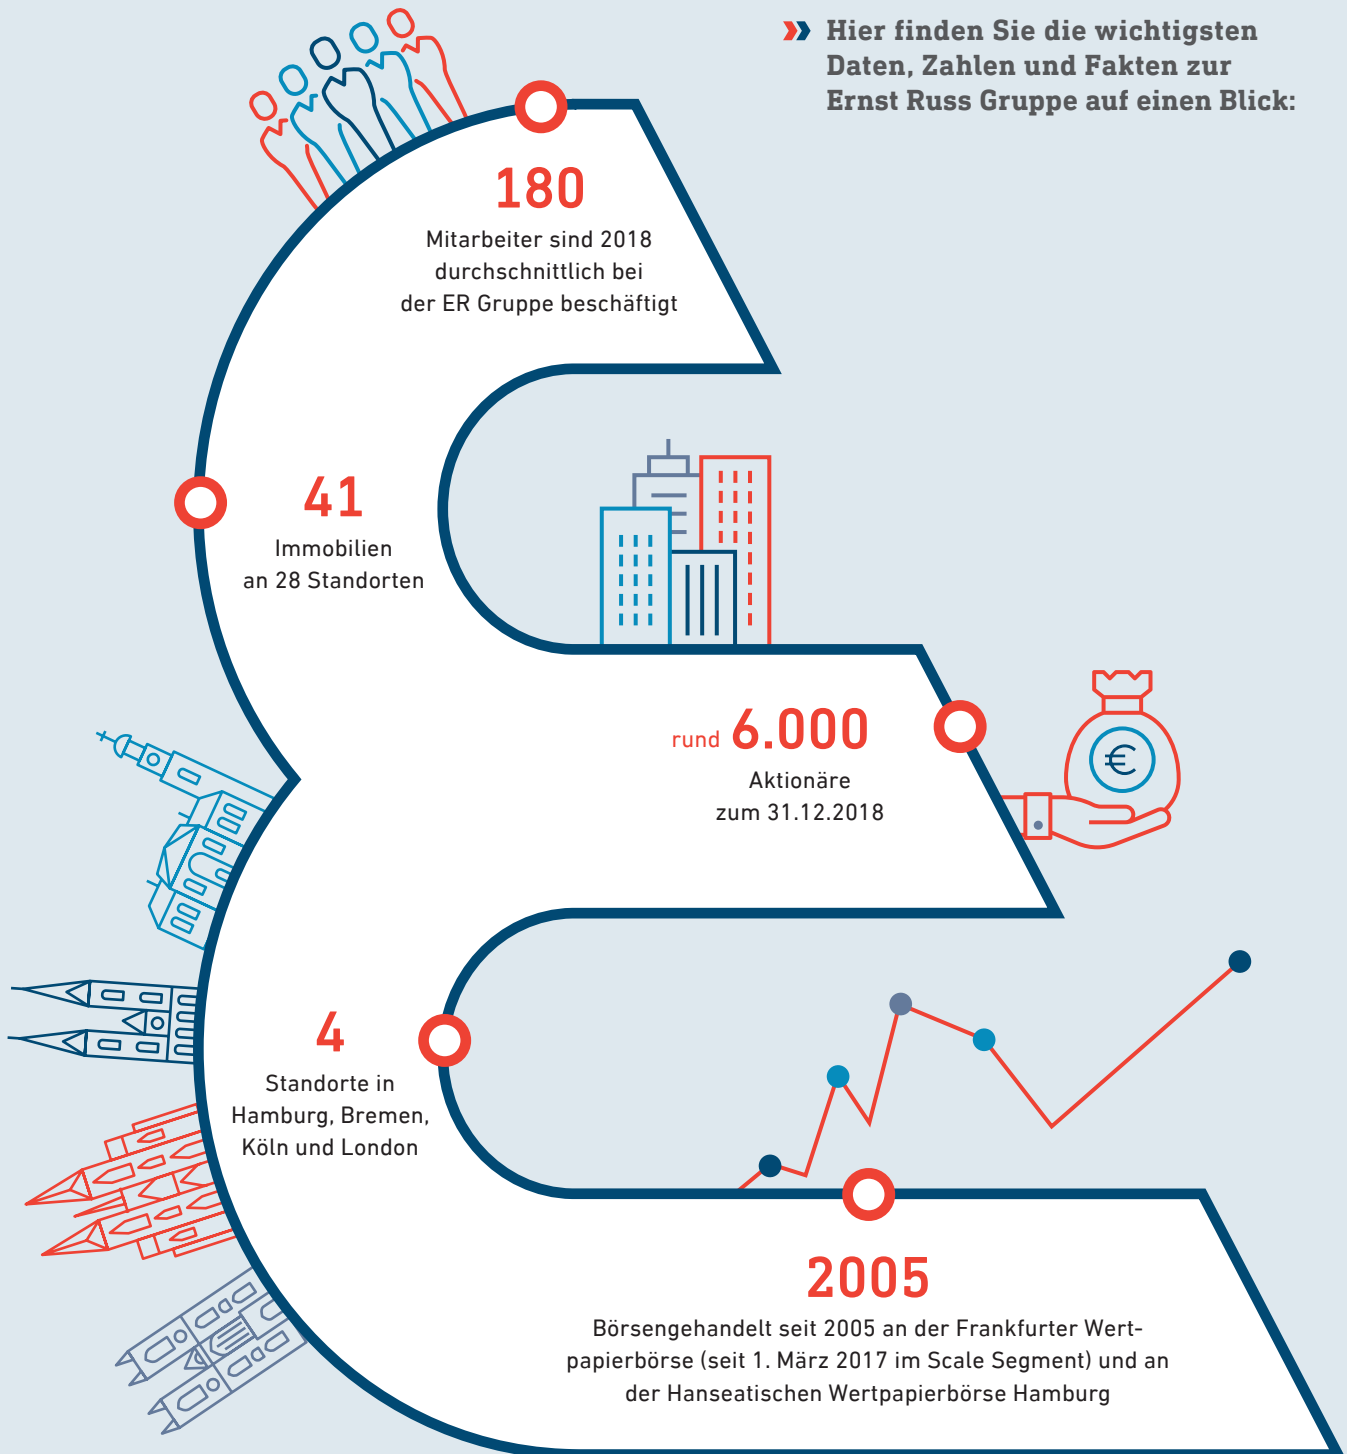 Hier finden Sie die wichtigsten
Daten, Zahlen und Fakten zur
Ernst Russ Gruppe auf einen Blick:
180
Mitarbeiter sind 2018
durchschnittlich bei
der ER Gruppe beschäftigt
41
Immobilien
an 28 Standorten
rund 6.000
Aktionäre
zum 31.12.2018
€
4
Standorte in
Hamburg, Bremen,
Köln und London
2005
Börsengehandelt seit 2005 an der Frankfurter Wert-
papierbörse (seit 1. März 2017 im Scale Segment) und an
der Hanseatischen Wertpapierbörse Hamburg